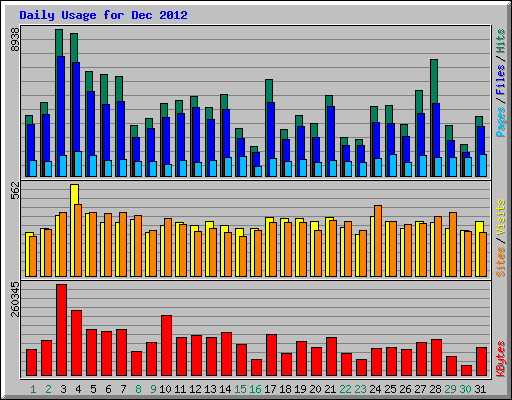 Daily Usage for Dec 2012
8938
Pages / Files / Hits
562
Sites / Visits
260345
KBytes
1 2 3 4 5 6 7 8 9 10 11 12 13 14 15 16 17 18 19 20 21 22 23 24 25 26 27 28 29 30 31